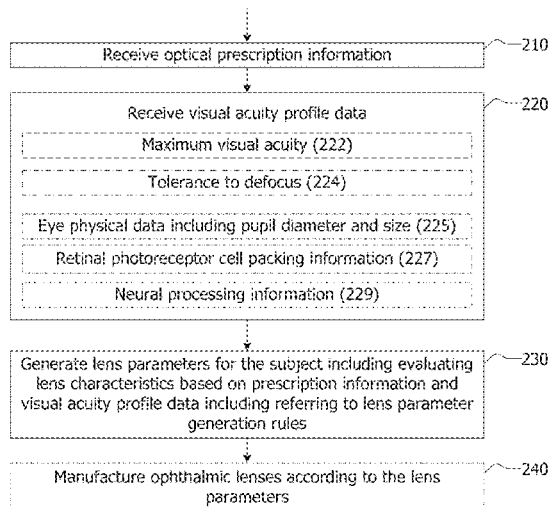 Receive optical prescription information
210
Receive visual acuity profile data
220
Maximum visual acuity (222)
Tolerance to defocus (224)
Eye physical data including pupil diameter and size (225)
Retinal photoreceptor cell packing information (227)
Neural processing information (229)
Generate lens parameters for the subject including evaluating
lens characteristics based on prescription information and
visual acuity profile data including referring to lens parameter
generation rules
230
Manufacture ophthalmic lenses according to the lens
parameters
240